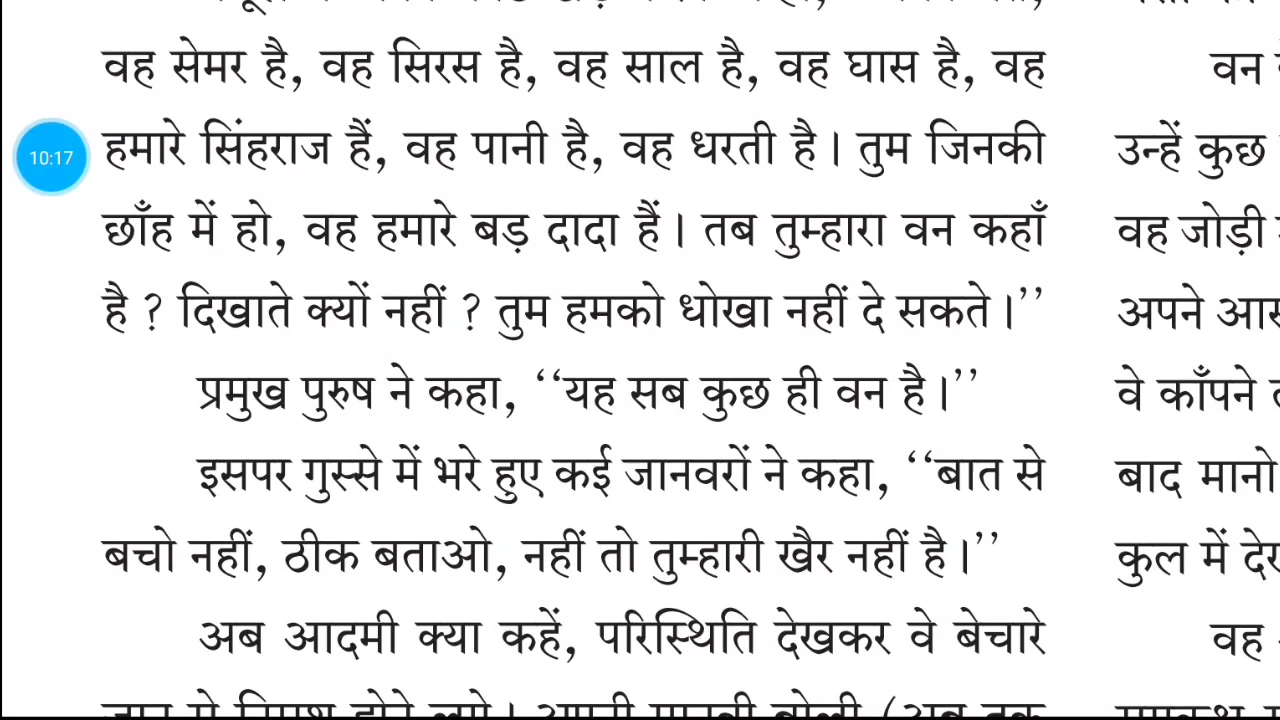 वह सेमर है, वह सिरस है, वह साल है, वह घास है, वह
हमारे सिंहराज हैं, वह पानी है, वह धरती है। तुम जिनकी
छाँह में हो, वह हमारे बड़ दादा हैं। तब तुम्हारा वन कहाँ
है ? दिखाते क्यों नहीं ? तुम हमको धोखा नहीं दे सकते।’’
प्रमुख पुरुष ने कहा, ‘‘यह सब कुछ ही वन है।’’
इसपर गुस्से में भरे हुए कई जानवरों ने कहा, ‘‘बात से
बचो नहीं, ठीक बताओ, नहीं तो तुम्हारी खैर नहीं है।’’
अब आदमी क्या कहें, परिस्थिति देखकर वे बेचारे
10:17
वन
उन्हें कुछ
वह जोड़ी
अपने
वे काँपने
बाद मानो
कुल में
वह